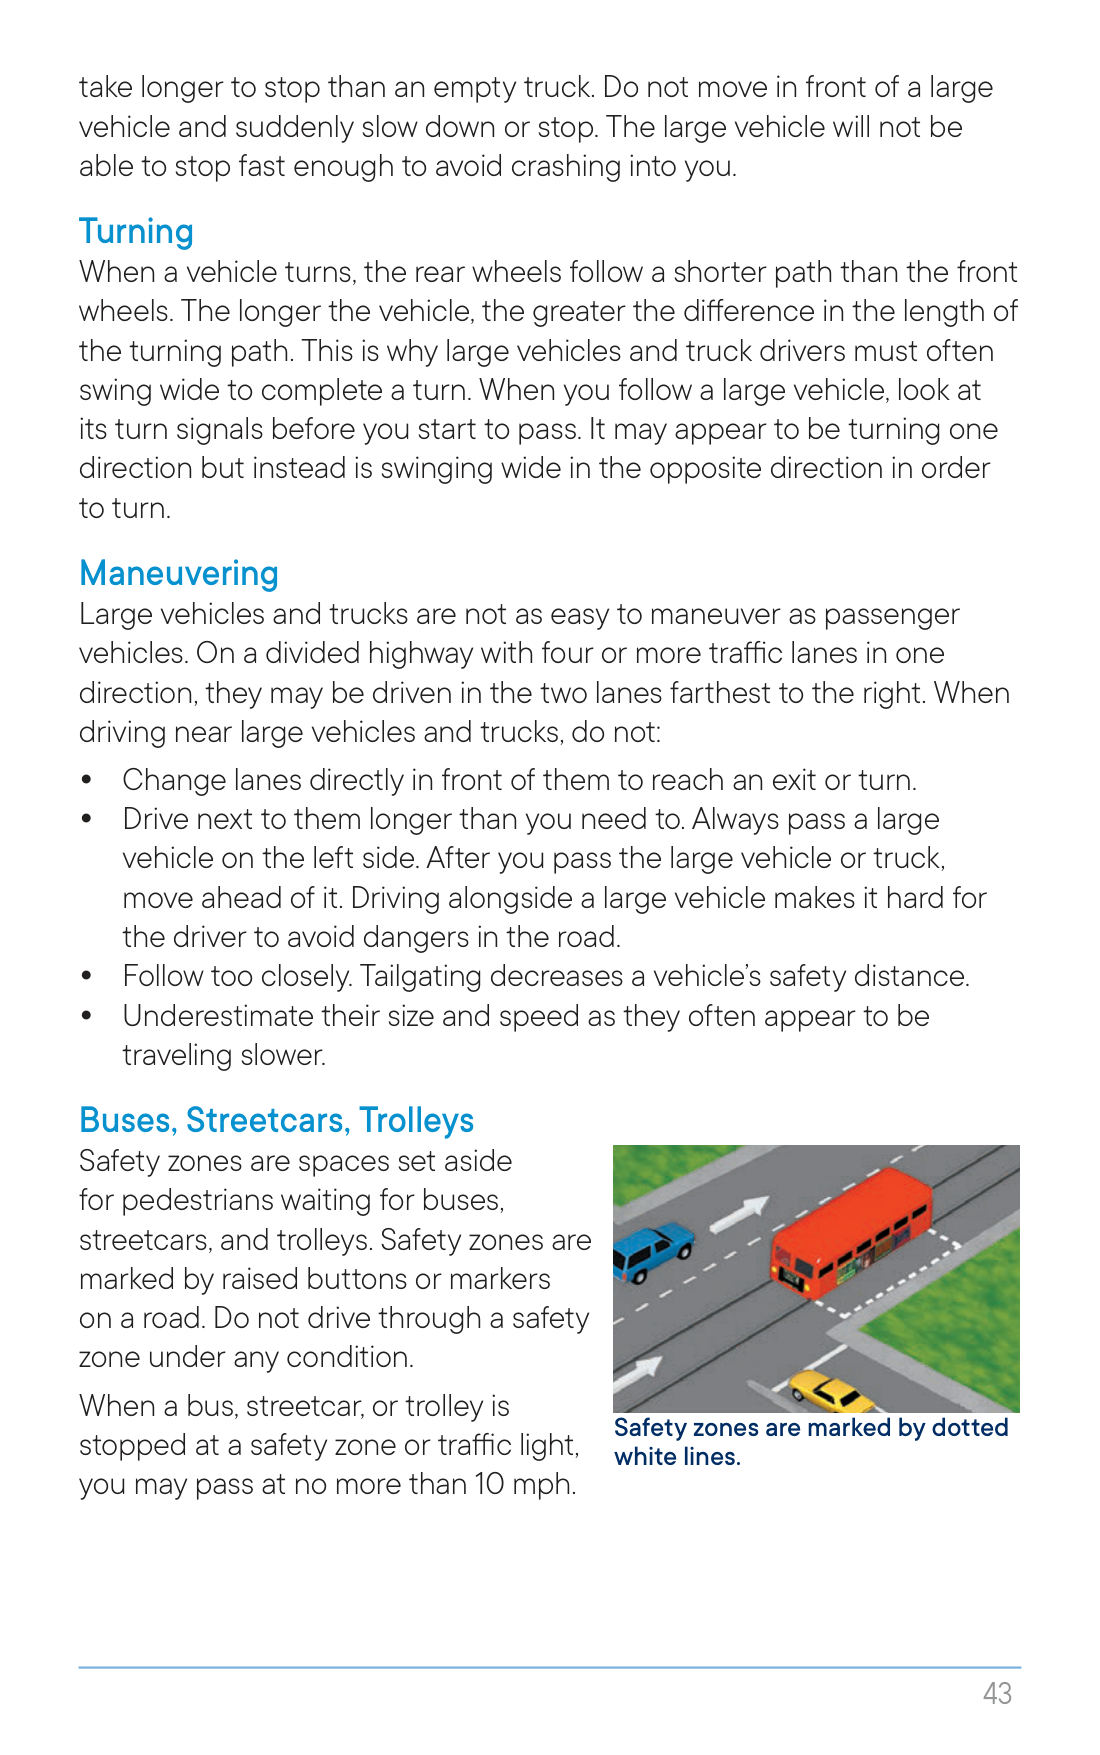 take longer to stop than an empty truck. Do not move in front of a large
vehicle and suddenly slow down or stop. The large vehicle will not be
able to stop fast enough to avoid crashing into you.
Turning
When a vehicle turns, the rear wheels follow a shorter path than the front
wheels. The longer the vehicle, the greater the difference in the length of
the turning path. This is why large vehicles and truck drivers must often
swing wide to complete a turn. When you follow a large vehicle, look at
its turn signals before you start to pass. It may appear to be turning one
direction but instead is swinging wide in the opposite direction in order
to turn.
Maneuvering
Large vehicles and trucks are not as easy to maneuver as passenger
vehicles. On a divided highway with four or more traffic lanes in one
direction, they may be driven in the two lanes farthest to the right. When
driving near large vehicles and trucks, do not:
• Change lanes directly in front of them to reach an exit or turn.
• Drive next to them longer than you need to. Always pass a large
vehicle on the left side. After you pass the large vehicle or truck,
move ahead of it. Driving alongside a large vehicle makes it hard for
the driver to avoid dangers in the road.
• Follow too closely. Tailgating decreases a vehicle’s safety distance.
• Underestimate their size and speed as they often appear to be
traveling slower.
Buses, Streetcars, Trolleys
Safety zones are spaces set aside
for pedestrians waiting for buses,
streetcars, and trolleys. Safety zones are
marked by raised buttons or markers
on a road. Do not drive through a safety
zone under any condition.
When a bus, streetcar, or trolley is
stopped at a safety zone or traffic light,
you may pass at no more than 10 mph.
Safety zones are marked by dotted
white lines.
43